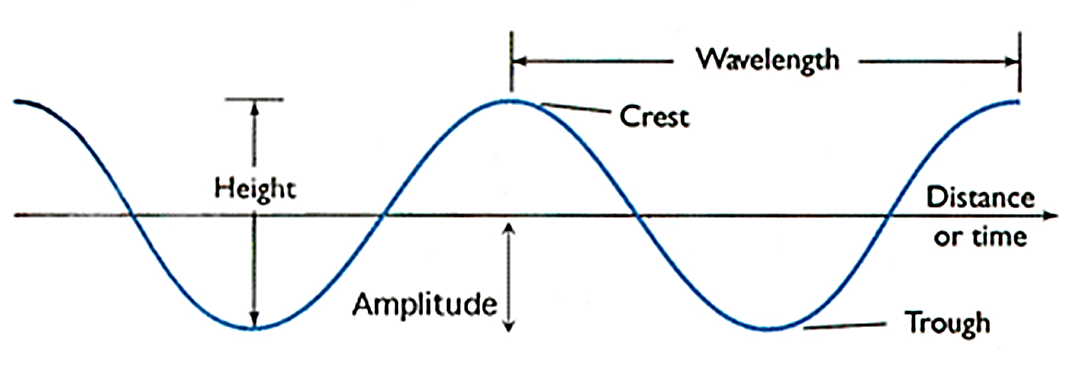 Wavelength
Crest
Height
Distance
or time
Amplitude
Trough